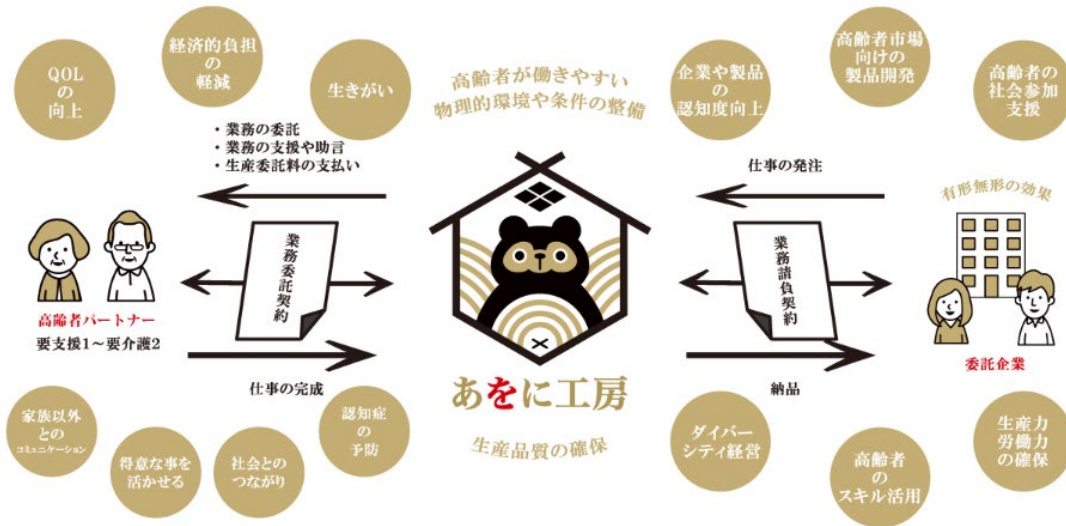 QOL
の
向上
経済的負担
の
軽減
生きがい
高齢者が働きやすい
物理的環境や条件の整備
企業や製品
の
認知度向上
高齢者市場
向けの
製品開発
高齢者の
社会参加
支援
・業務の委託
・業務の支援や助言
・生産委託料の支払い
仕事の発注
有形無形の効果
業務委託契約
業務請負契約
高齢者パートナー
要支援1〜要介護2
委託企業
仕事の完成
納品
あをに工房
生産品質の確保
家族以外
との
コミュニケーション
得意な事を
活かせる
社会との
つながり
認知症
の
予防
ダイバー
シティ経営
高齢者
の
スキル活用
生産力
労働力
の確保